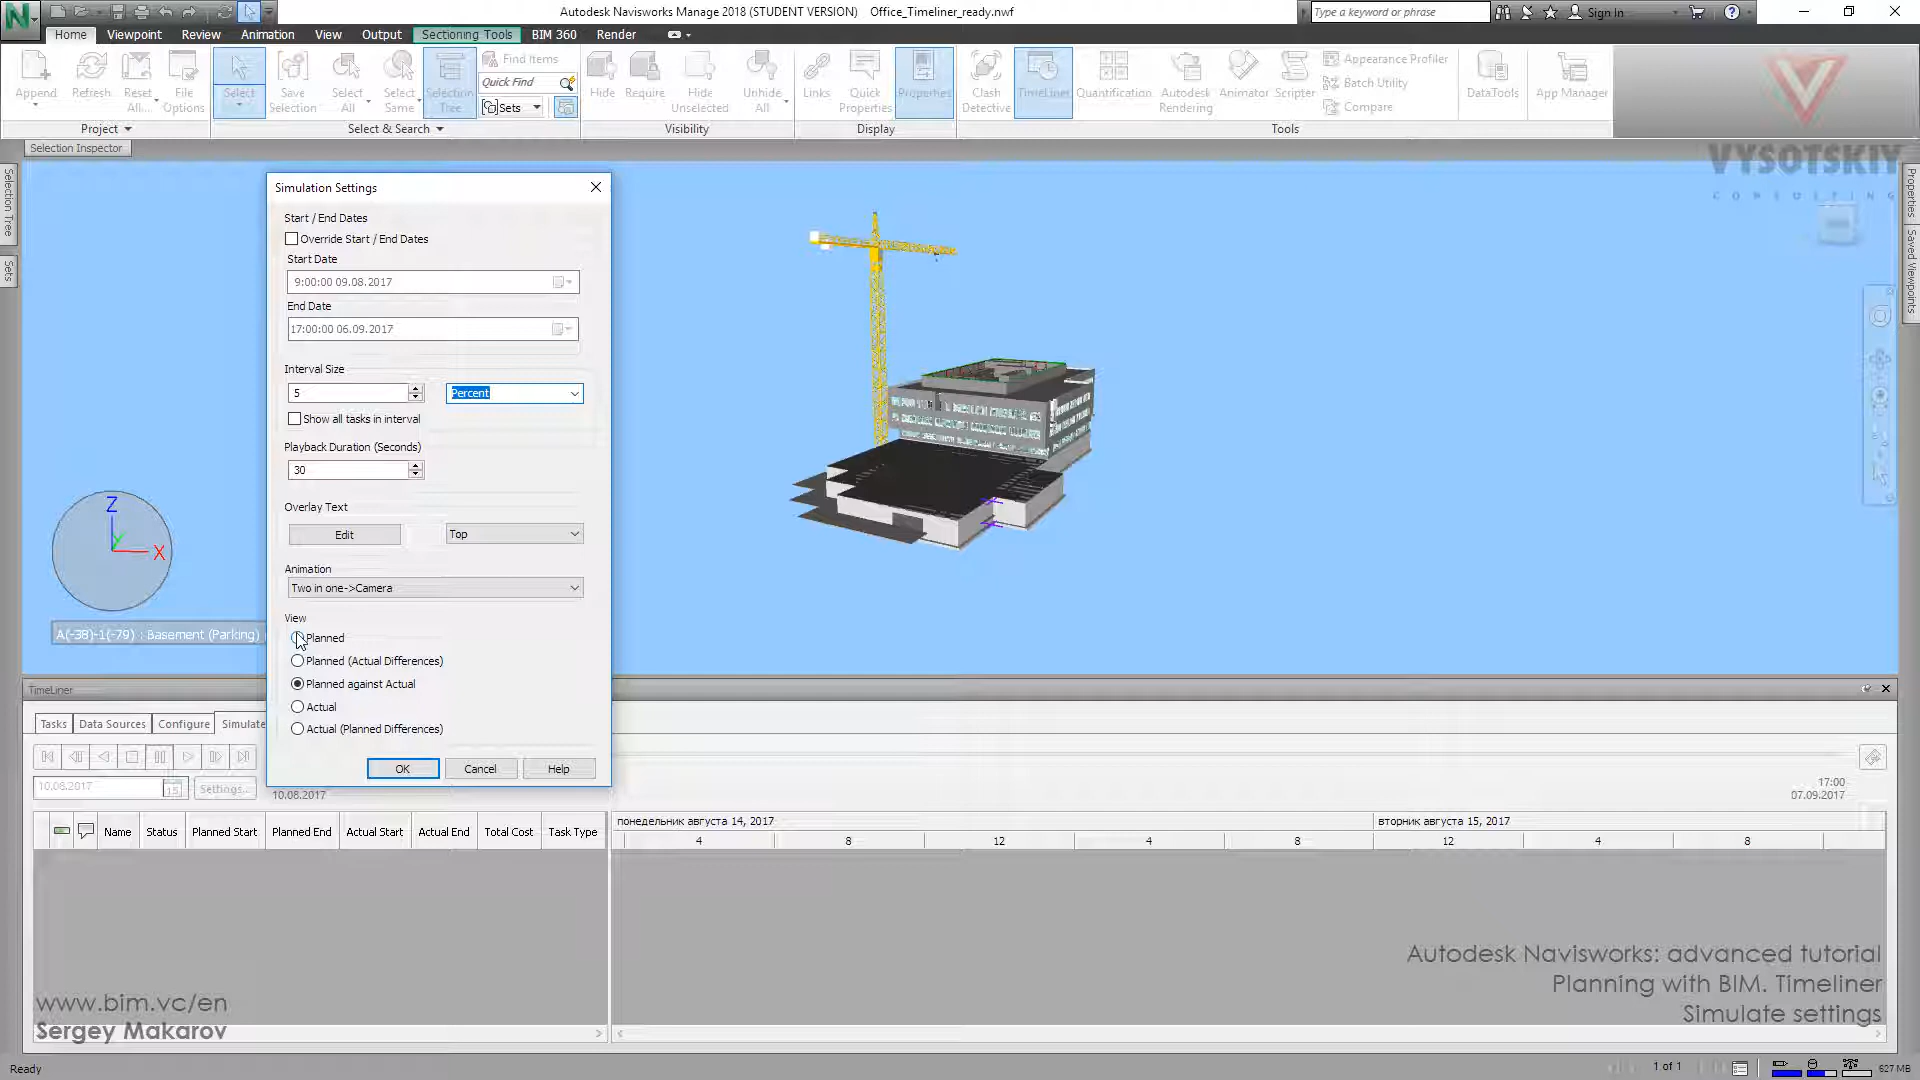 Autodesk Navisworks Manage 2018 (STUDENT VERSION) Office_Timeliner_ready.nwf
Type a keyword or phrase
Sign In
Home Viewpoint Review Animation View Output Sectioning Tools BIM 360 Render
Append
Refresh
Reset All...
File Options
Project
Select
Save Selection
Select All
Select Same
Selection Tree
Find Items
Quick Find
Sets
Select & Search
Hide
Require
Hide Unselected
Unhide All
Visibility
Links
Quick Properties
Properties
Display
Clash Detective
TimeLiner
Quantification
Autodesk Rendering
Animator
Scripter
Appearance Profiler
Batch Utility
Compare
Tools
DataTools
App Manager
Selection Inspector
VYSOTSKIY
CONSULTING
Selection Tree
Sets
Properties
Saved Viewpoints
Simulation Settings
Start / End Dates
Override Start / End Dates
Start Date
9:00:00 09.08.2017
End Date
17:00:00 06.09.2017
Interval Size
5 Percent
Show all tasks in interval
Playback Duration (Seconds)
30
Overlay Text
Edit Top
Animation
Two in one->Camera
View
Planned
Planned (Actual Differences)
Planned against Actual
Actual
Actual (Planned Differences)
OK Cancel Help
Z
Y
X
A(-38)-1(-79) : Basement (Parking)
TimeLiner
Tasks Data Sources Configure Simulate
10.08.2017 15 Settings...
10.08.2017
17:00
07.09.2017
Name Status Planned Start Planned End Actual Start Actual End Total Cost Task Type
понедельник августа 14, 2017 вторник августа 15, 2017
4 8 12 4 8 12 4 8
Autodesk Navisworks: advanced tutorial
Planning with BIM. Timeliner
Simulate settings
www.bim.vc/en
Sergey Makarov
Ready
1 of 1
627 MB